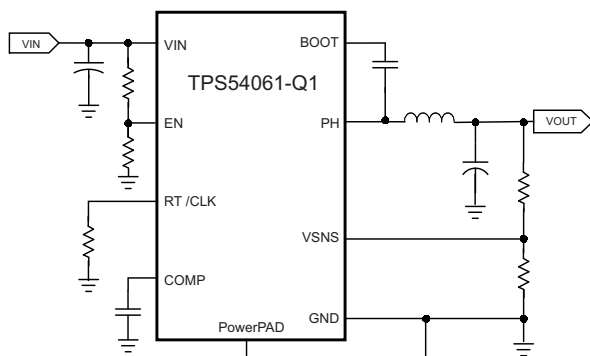 VIN
VIN
BOOT
TPS54061-Q1
EN
PH
VOUT
RT /CLK
VSNS
COMP
GND
PowerPAD